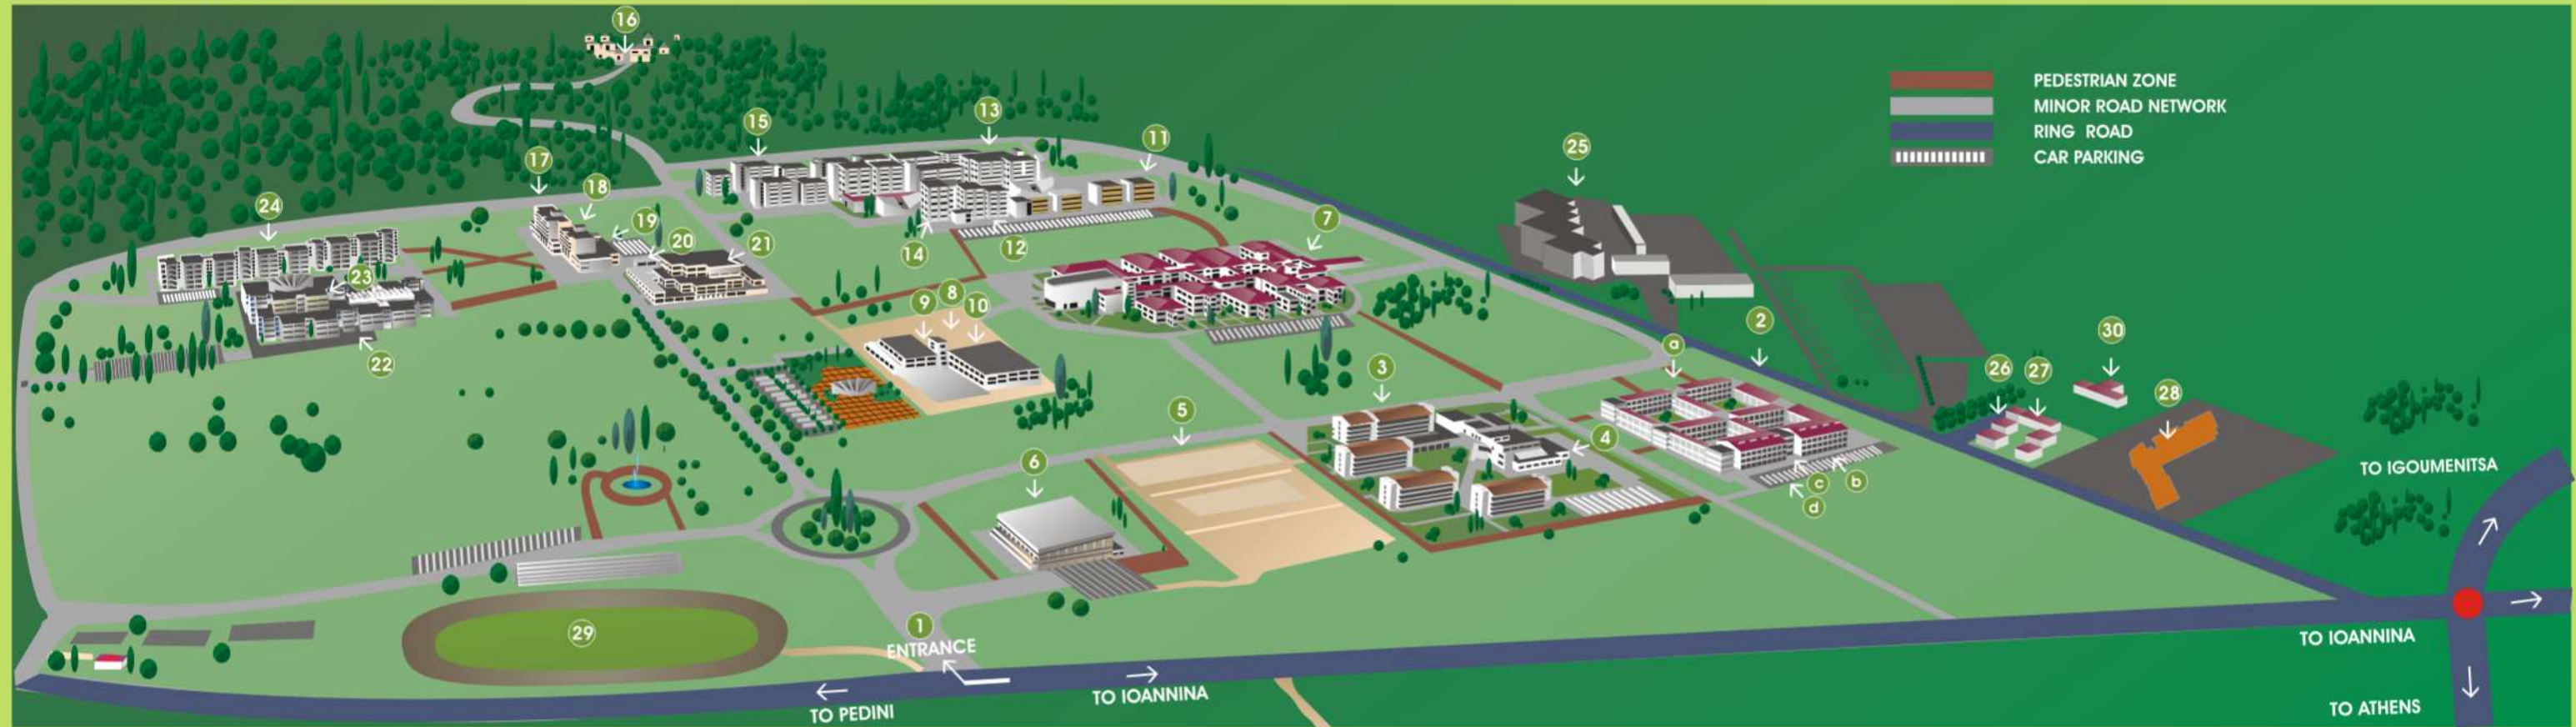 16
13
15
11
25
17
18
24
19
7
20
21
14
12
23
8
9
10
22
2
a
30
3
26
27
28
5
4
6
c
b
d
29
1
PEDESTRIAN ZONE
MINOR ROAD NETWORK
RING ROAD
CAR PARKING
TO IGOUMENITSA
ENTRANCE
TO IOANNINA
TO IOANNINA
TO PEDINI
TO ATHENS